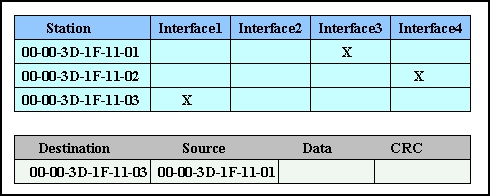 Station Interface1 Interface2 Interface3 Interface4
00-00-3D-1F-11-01 X
00-00-3D-1F-11-02 X
00-00-3D-1F-11-03 X
Destination Source Data CRC
00-00-3D-1F-11-03 00-00-3D-1F-11-01